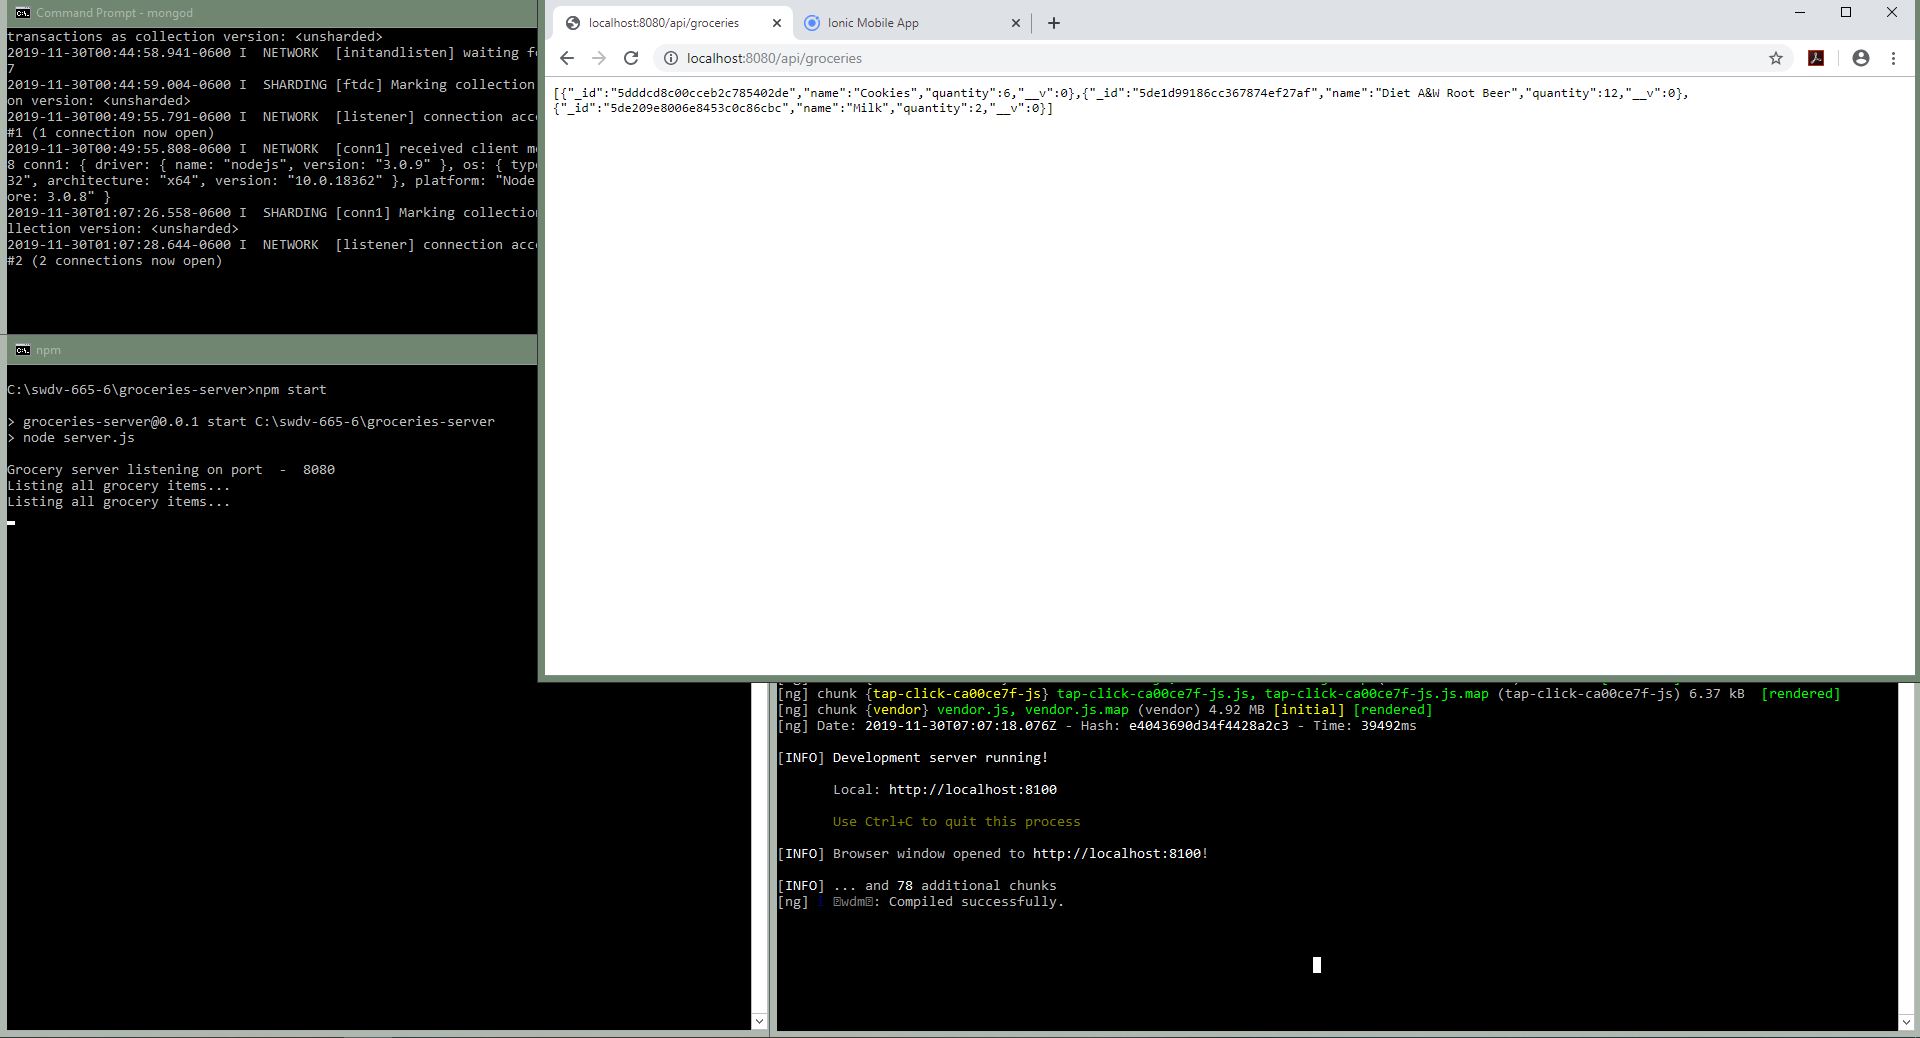 Command Prompt - mongod
transactions as collection version: <unsharded>
2019-11-30T00:44:58.941-0600 I  NETWORK  [initandlisten] waiting
7
2019-11-30T00:44:59.004-0600 I  SHARDING [ftdc] Marking collection
on version: <unsharded>
2019-11-30T00:49:55.791-0600 I  NETWORK  [listener] connection acc
#1 (1 connection now open)
2019-11-30T00:49:55.808-0600 I  NETWORK  [conn1] received client m
8 conn1: { driver: { name: "nodejs", version: "3.0.9" }, os: { typ
32", architecture: "x64", version: "10.0.18362" }, platform: "Node
ore: 3.0.8" }
2019-11-30T01:07:26.558-0600 I  SHARDING [conn1] Marking collectio
llection version: <unsharded>
2019-11-30T01:07:28.644-0600 I  NETWORK  [listener] connection acc
#2 (2 connections now open)
npm
C:\swdv-665-6\groceries-server>npm start
> groceries-server@0.0.1 start C:\swdv-665-6\groceries-server
> node server.js
Grocery server listening on port  -  8080
Listing all grocery items...
Listing all grocery items...
localhost:8080/api/groceries
Ionic Mobile App
localhost:8080/api/groceries
[{"_id":"5dddcd8c00cceb2c785402de","name":"Cookies","quantity":6,"__v":0},{"_id":"5de1d99186cc367874ef27af","name":"Diet A&W Root Beer","quantity":12,"__v":0},
{"_id":"5de209e8006e8453c0c86cbc","name":"Milk","quantity":2,"__v":0}]
[ng] chunk {tap-click-ca00ce7f-js} tap-click-ca00ce7f-js.js, tap-click-ca00ce7f-js.js.map (tap-click-ca00ce7f-js) 6.37 kB  [rendered]
[ng] chunk {vendor} vendor.js, vendor.js.map (vendor) 4.92 MB [initial] [rendered]
[ng] Date: 2019-11-30T07:07:18.076Z - Hash: e4043690d34f4428a2c3 - Time: 39492ms
[INFO] Development server running!
Local: http://localhost:8100
Use Ctrl+C to quit this process
[INFO] Browser window opened to http://localhost:8100!
[INFO] ... and 78 additional chunks
[ng] i ⍰wdm⍰: Compiled successfully.